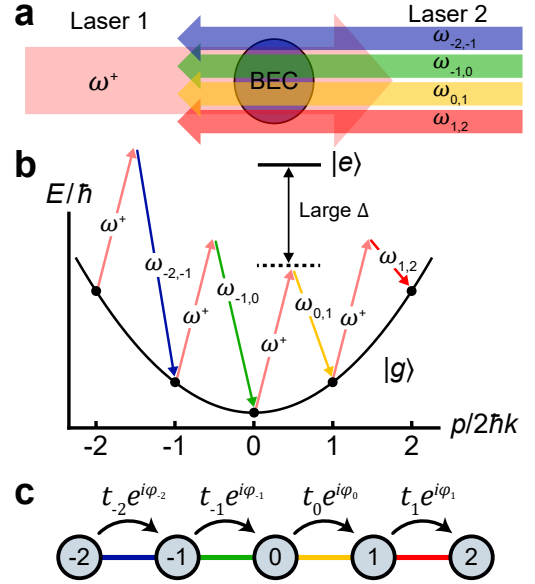 a
Laser 1
Laser 2
ω⁺
BEC
ω₋₂,₋₁
ω₋₁,₀
ω₀,₁
ω₁,₂
b
E/ħ
|e⟩
Large Δ
ω⁺
ω₋₂,₋₁
ω⁺
ω₋₁,₀
ω⁺
ω₀,₁
ω⁺
ω₁,₂
|g⟩
-2 -1 0 1 2
p/2ħk
c
t₋₂e^{iφ₋₂} t₋₁e^{iφ₋₁} t₀e^{iφ₀} t₁e^{iφ₁}
-2 -1 0 1 2